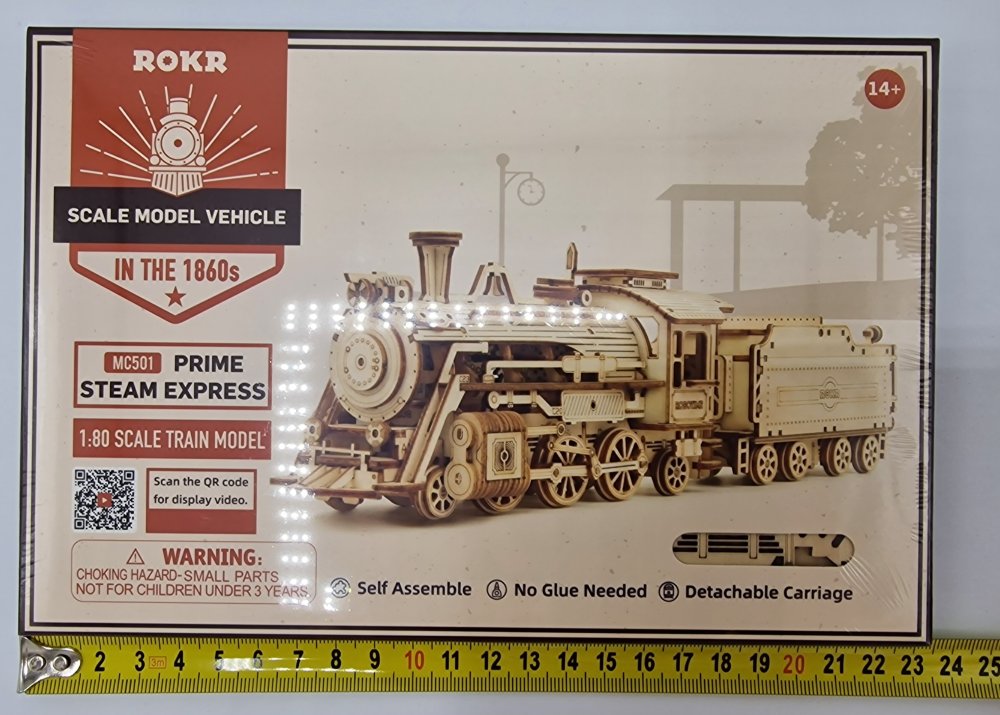 ROKR
14+
SCALE MODEL VEHICLE
IN THE 1860s
MC501 PRIME
STEAM EXPRESS
1:80 SCALE TRAIN MODEL
Scan the QR code
for display video.
WARNING:
CHOKING HAZARD-SMALL PARTS
NOT FOR CHILDREN UNDER 3 YEARS
Self Assemble
No Glue Needed
Detachable Carriage
2 3 3m 4 5 6 7 8 9 10 11 12 13 14 15 16 17 18 19 20 21 22 23 24 25